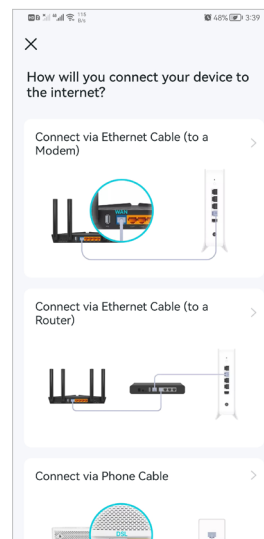 115 B/s 48% 3:39
How will you connect your device to
the internet?
Connect via Ethernet Cable (to a
Modem)
WAN
Connect via Ethernet Cable (to a
Router)
Connect via Phone Cable
DSL